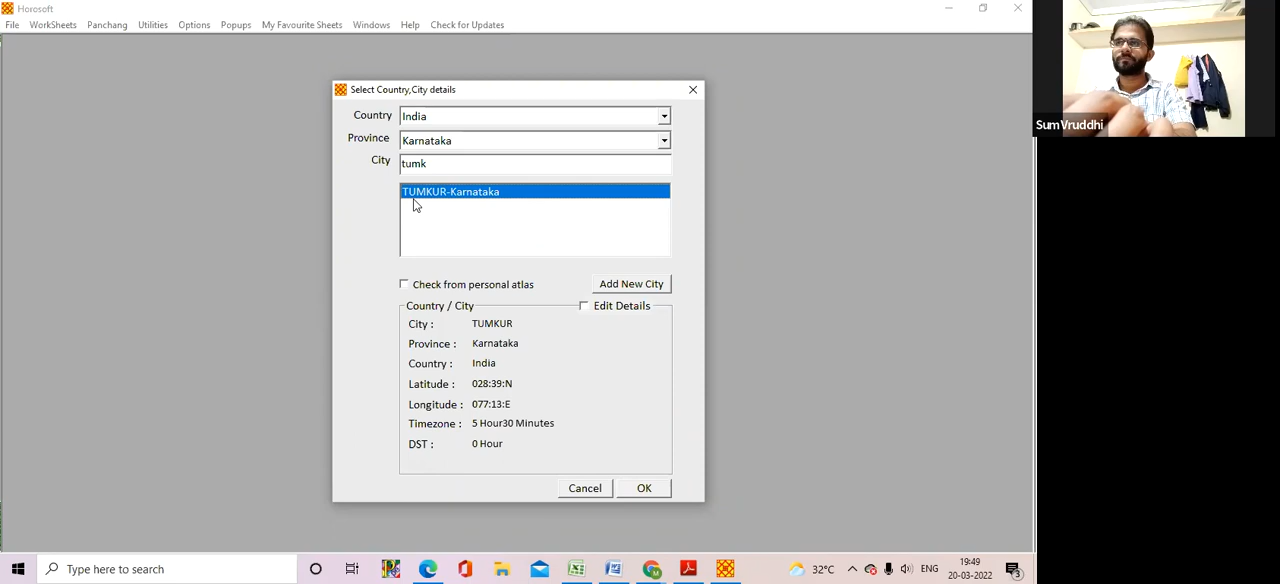 Horosoft
File WorkSheets Panchang Utilities Options Popups My Favourite Sheets Windows Help Check for Updates
Select Country,City details
Country India
Province Karnataka
City tumk
TUMKUR-Karnataka
Check from personal atlas Add New City
Country / City Edit Details
City : TUMKUR
Province : Karnataka
Country : India
Latitude : 028:39:N
Longitude : 077:13:E
Timezone : 5 Hour30 Minutes
DST : 0 Hour
Cancel OK
SumVruddhi
Type here to search
32°C ENG
19:49
20-03-2022
3